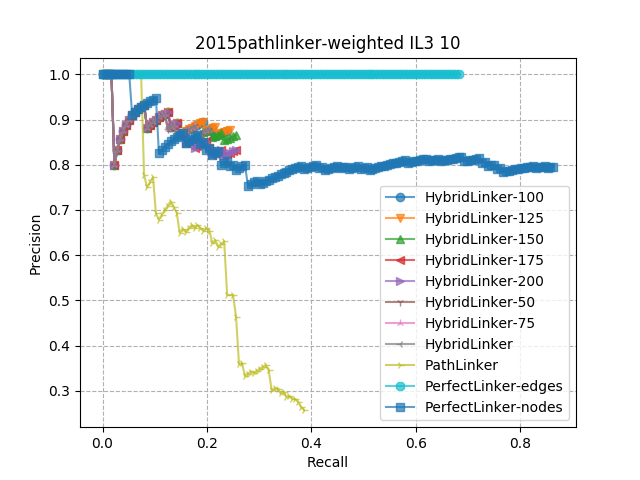 2015pathlinker-weighted IL3 10
Precision
1.0
0.9
0.8
0.7
0.6
0.5
0.4
0.3
0.0
0.2
0.4
0.6
0.8
Recall
HybridLinker-100
HybridLinker-125
HybridLinker-150
HybridLinker-175
HybridLinker-200
HybridLinker-50
HybridLinker-75
HybridLinker
PathLinker
PerfectLinker-edges
PerfectLinker-nodes